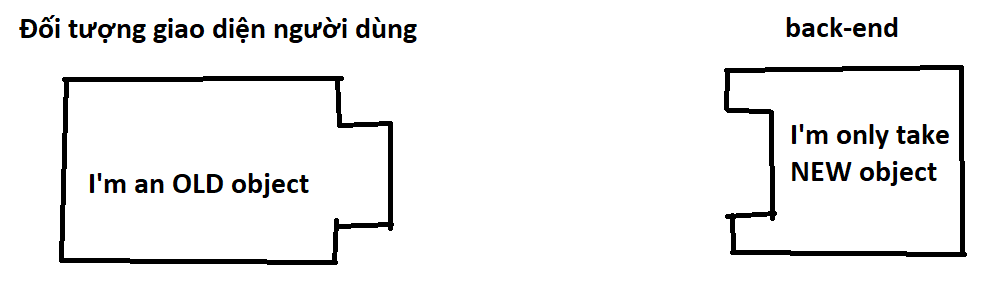 Đối tượng giao diện người dùng
back-end
I'm an OLD object
I'm only take
NEW object